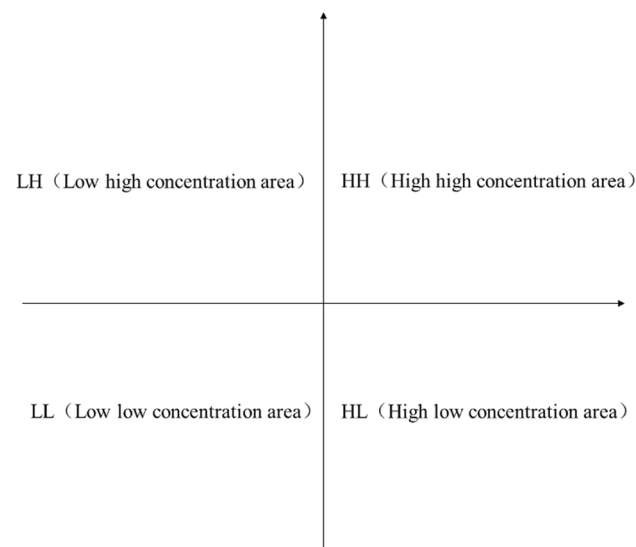 LH（Low high concentration area）
HH（High high concentration area）
LL（Low low concentration area）
HL（High low concentration area）